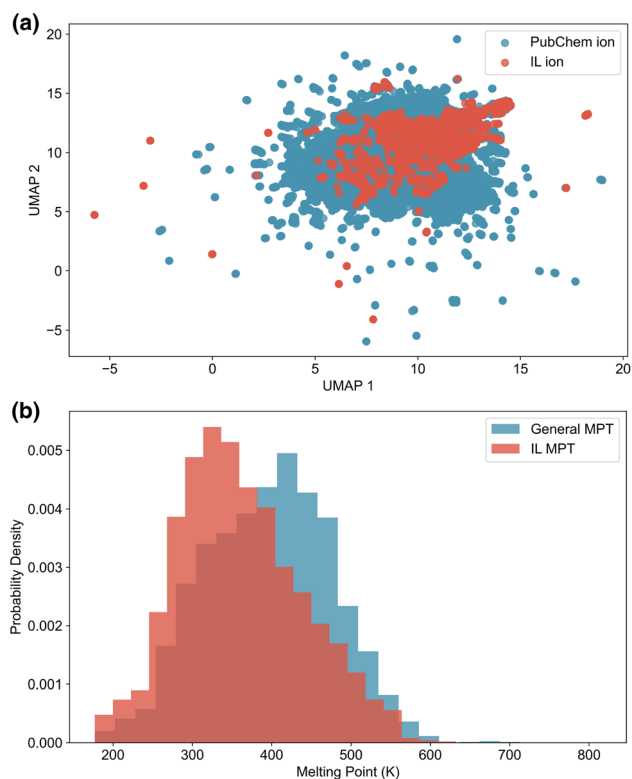 (a)
PubChem ion
IL ion
20
15
10
5
0
−5
UMAP 2
−5 0 5 10 15 20
UMAP 1
(b)
General MPT
IL MPT
0.005
0.004
0.003
0.002
0.001
0.000
Probability Density
200 300 400 500 600 700 800
Melting Point (K)